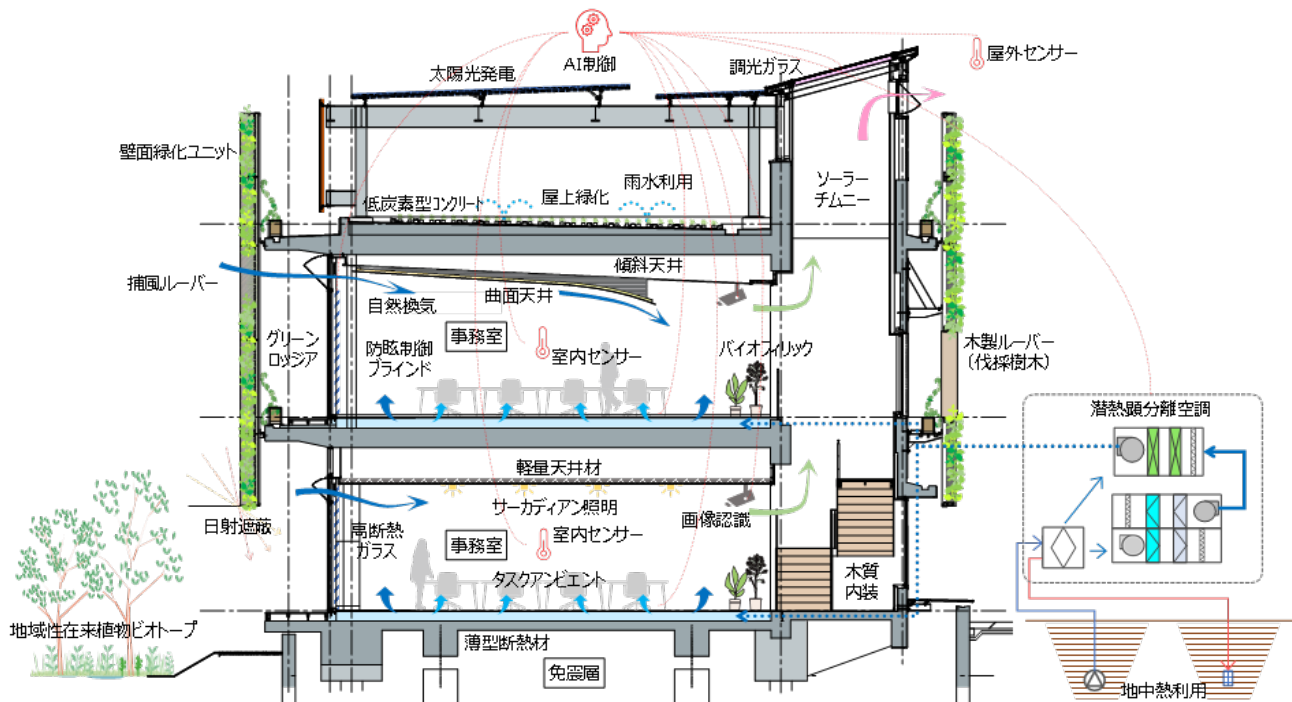 AI制御
屋外センサー
太陽光発電
調光ガラス
壁面緑化ユニット
ソーラー
チムニー
雨水利用
屋上緑化
低炭素型コンクリート
傾斜天井
捕風ルーバー
曲面天井
自然換気
グリーン
ロッジア
防眩制御
ブラインド
事務室
室内センサー
バイオフィリック
木製ルーバー
（伐採樹木）
潜熱顕分離空調
軽量天井材
サーカディアン照明
画像認識
日射遮蔽
高断熱
ガラス
事務室
室内センサー
タスクアンビエント
木質
内装
地域性在来植物ビオトープ
薄型断熱材
免震層
地中熱利用